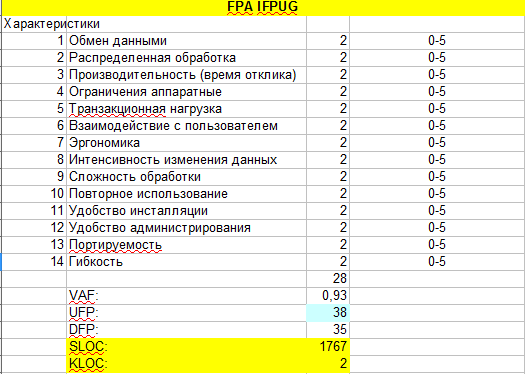 FPA IFPUG
Характеристики
1 Обмен данными 2 0-5
2 Распределенная обработка 2 0-5
3 Производительность (время отклика) 2 0-5
4 Ограничения аппаратные 2 0-5
5 Транзакционная нагрузка 2 0-5
6 Взаимодействие с пользователем 2 0-5
7 Эргономика 2 0-5
8 Интенсивность изменения данных 2 0-5
9 Сложность обработки 2 0-5
10 Повторное использование 2 0-5
11 Удобство инсталляции 2 0-5
12 Удобство администрирования 2 0-5
13 Портируемость 2 0-5
14 Гибкость 2 0-5
28
VAF: 0,93
UFP: 38
DFP: 35
SLOC: 1767
KLOC: 2